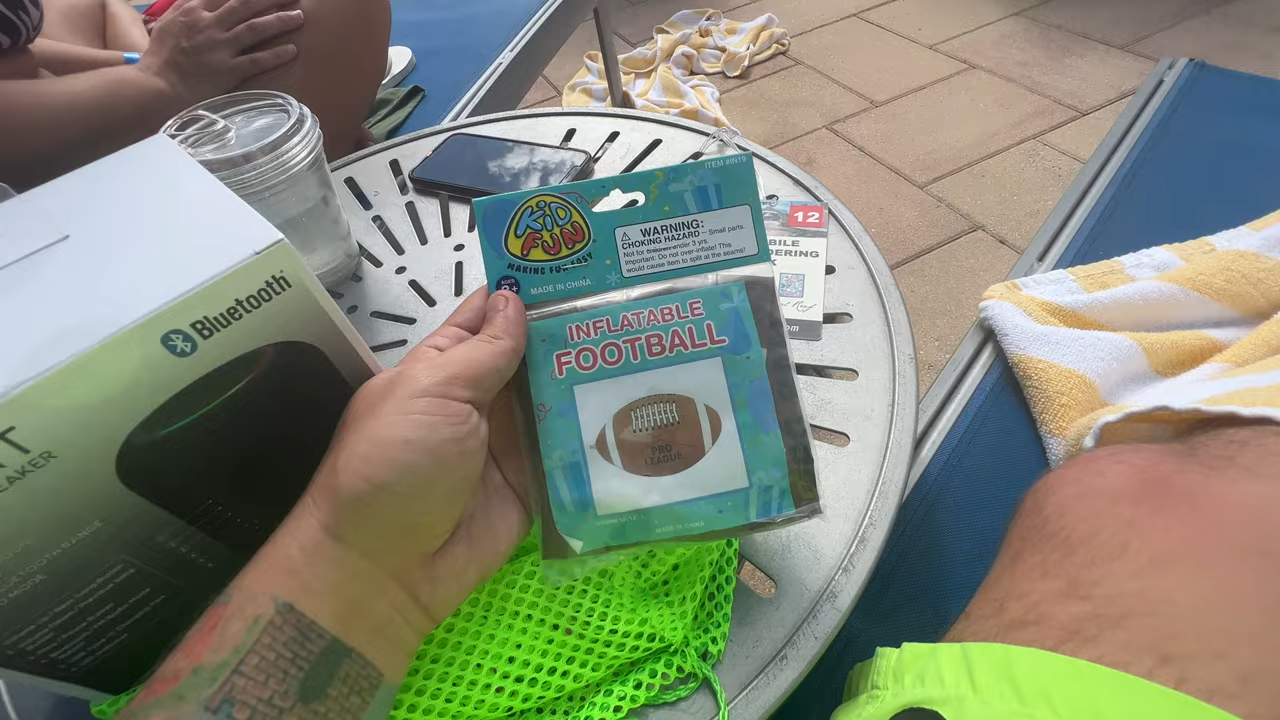 ITEM #IN19
KiD
FUN
MAKING FUN EASY
WARNING:
CHOKING HAZARD — Small parts.
Not for children under 3 yrs.
Important: Do not over-inflate! This
would cause item to split at the seams!
AGES
MADE IN CHINA
INFLATABLE
FOOTBALL
PRO
LEAGUE
MADE IN CHINA
Bluetooth
EAKER
12
BILE
DERING